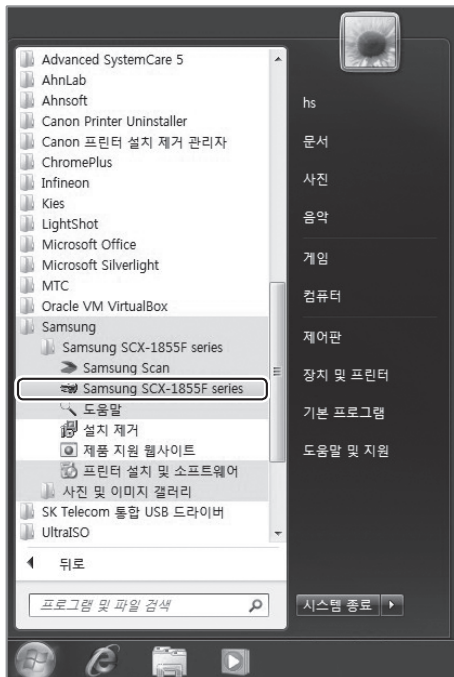 Advanced SystemCare 5
AhnLab
Ahnsoft
Canon Printer Uninstaller
Canon 프린터 설치 제거 관리자
ChromePlus
Infineon
Kies
LightShot
Microsoft Office
Microsoft Silverlight
MTC
Oracle VM VirtualBox
Samsung
Samsung SCX-1855F series
Samsung Scan
Samsung SCX-1855F series
도움말
설치 제거
제품 지원 웹사이트
프린터 설치 및 소프트웨어
사진 및 이미지 갤러리
SK Telecom 통합 USB 드라이버
UltraISO
뒤로
프로그램 및 파일 검색
hs
문서
사진
음악
게임
컴퓨터
제어판
장치 및 프린터
기본 프로그램
도움말 및 지원
시스템 종료